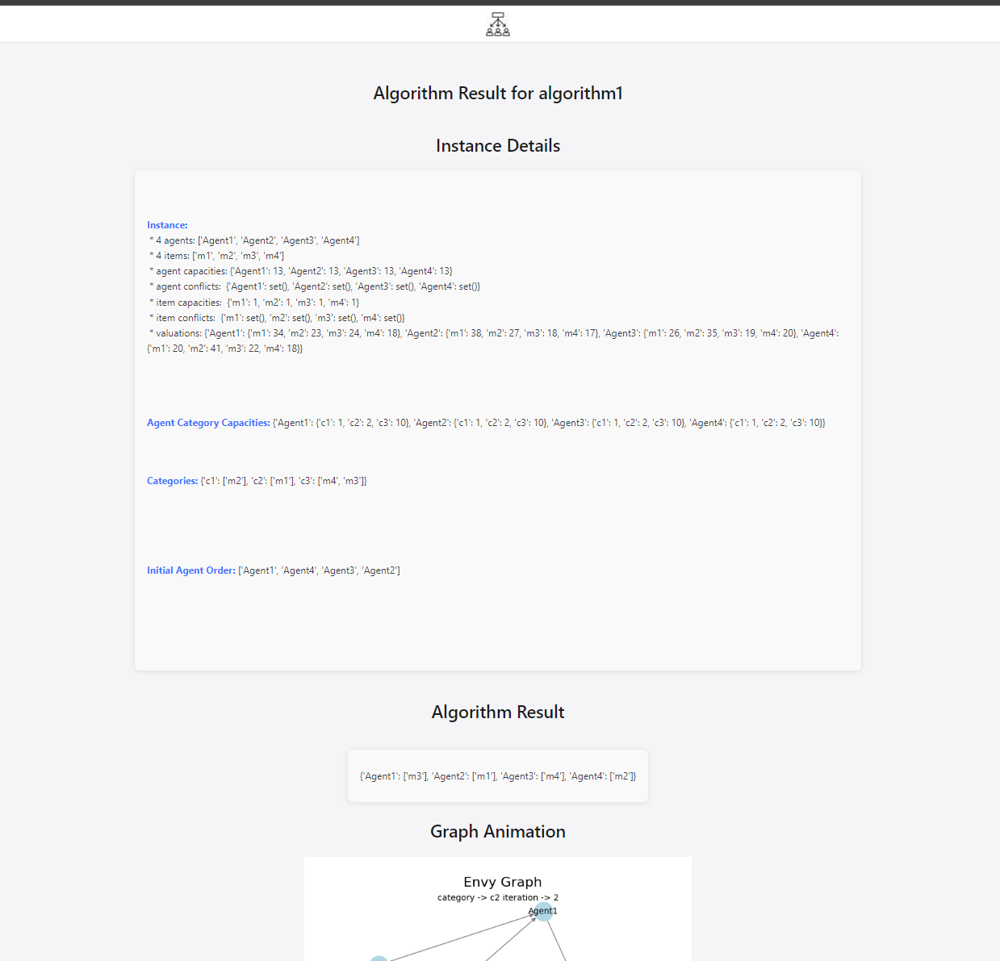 Algorithm Result for algorithm1
Instance Details
Instance:
* 4 agents: ['Agent1', 'Agent2', 'Agent3', 'Agent4']
* 4 items: ['m1', 'm2', 'm3', 'm4']
* agent capacities: {'Agent1': 13, 'Agent2': 13, 'Agent3': 13, 'Agent4': 13}
* agent conflicts:  {'Agent1': set(), 'Agent2': set(), 'Agent3': set(), 'Agent4': set()}
* item capacities:  {'m1': 1, 'm2': 1, 'm3': 1, 'm4': 1}
* item conflicts:  {'m1': set(), 'm2': set(), 'm3': set(), 'm4': set()}
* valuations: {'Agent1': {'m1': 34, 'm2': 23, 'm3': 24, 'm4': 18}, 'Agent2': {'m1': 38, 'm2': 27, 'm3': 18, 'm4': 17}, 'Agent3': {'m1': 26, 'm2': 35, 'm3': 19, 'm4': 20}, 'Agent4':
{'m1': 20, 'm2': 41, 'm3': 22, 'm4': 18}}
Agent Category Capacities: {'Agent1': {'c1': 1, 'c2': 2, 'c3': 10}, 'Agent2': {'c1': 1, 'c2': 2, 'c3': 10}, 'Agent3': {'c1': 1, 'c2': 2, 'c3': 10}, 'Agent4': {'c1': 1, 'c2': 2, 'c3': 10}}
Categories: {'c1': ['m2'], 'c2': ['m1'], 'c3': ['m4', 'm3']}
Initial Agent Order: ['Agent1', 'Agent4', 'Agent3', 'Agent2']
Algorithm Result
{'Agent1': ['m3'], 'Agent2': ['m1'], 'Agent3': ['m4'], 'Agent4': ['m2']}
Graph Animation
Envy Graph
category -> c2 iteration -> 2
Agent1